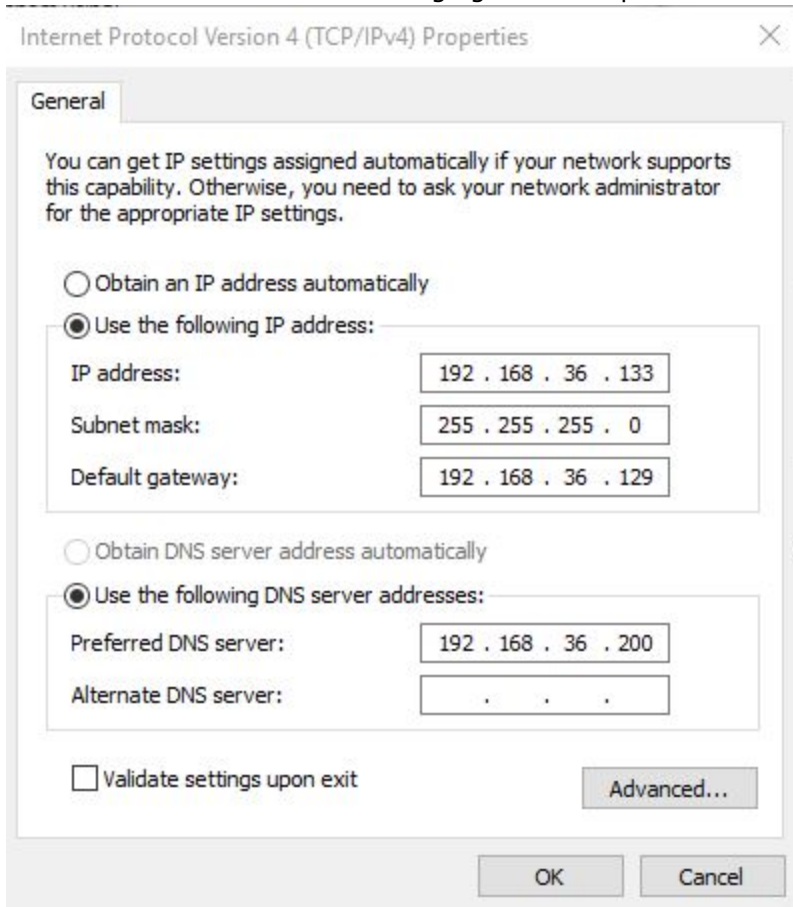 Internet Protocol Version 4 (TCP/IPv4) Properties
General
You can get IP settings assigned automatically if your network supports
this capability. Otherwise, you need to ask your network administrator
for the appropriate IP settings.
Obtain an IP address automatically
Use the following IP address:
IP address: 192 . 168 . 36 . 133
Subnet mask: 255 . 255 . 255 . 0
Default gateway: 192 . 168 . 36 . 129
Obtain DNS server address automatically
Use the following DNS server addresses:
Preferred DNS server: 192 . 168 . 36 . 200
Alternate DNS server: . . .
Validate settings upon exit
Advanced...
OK Cancel